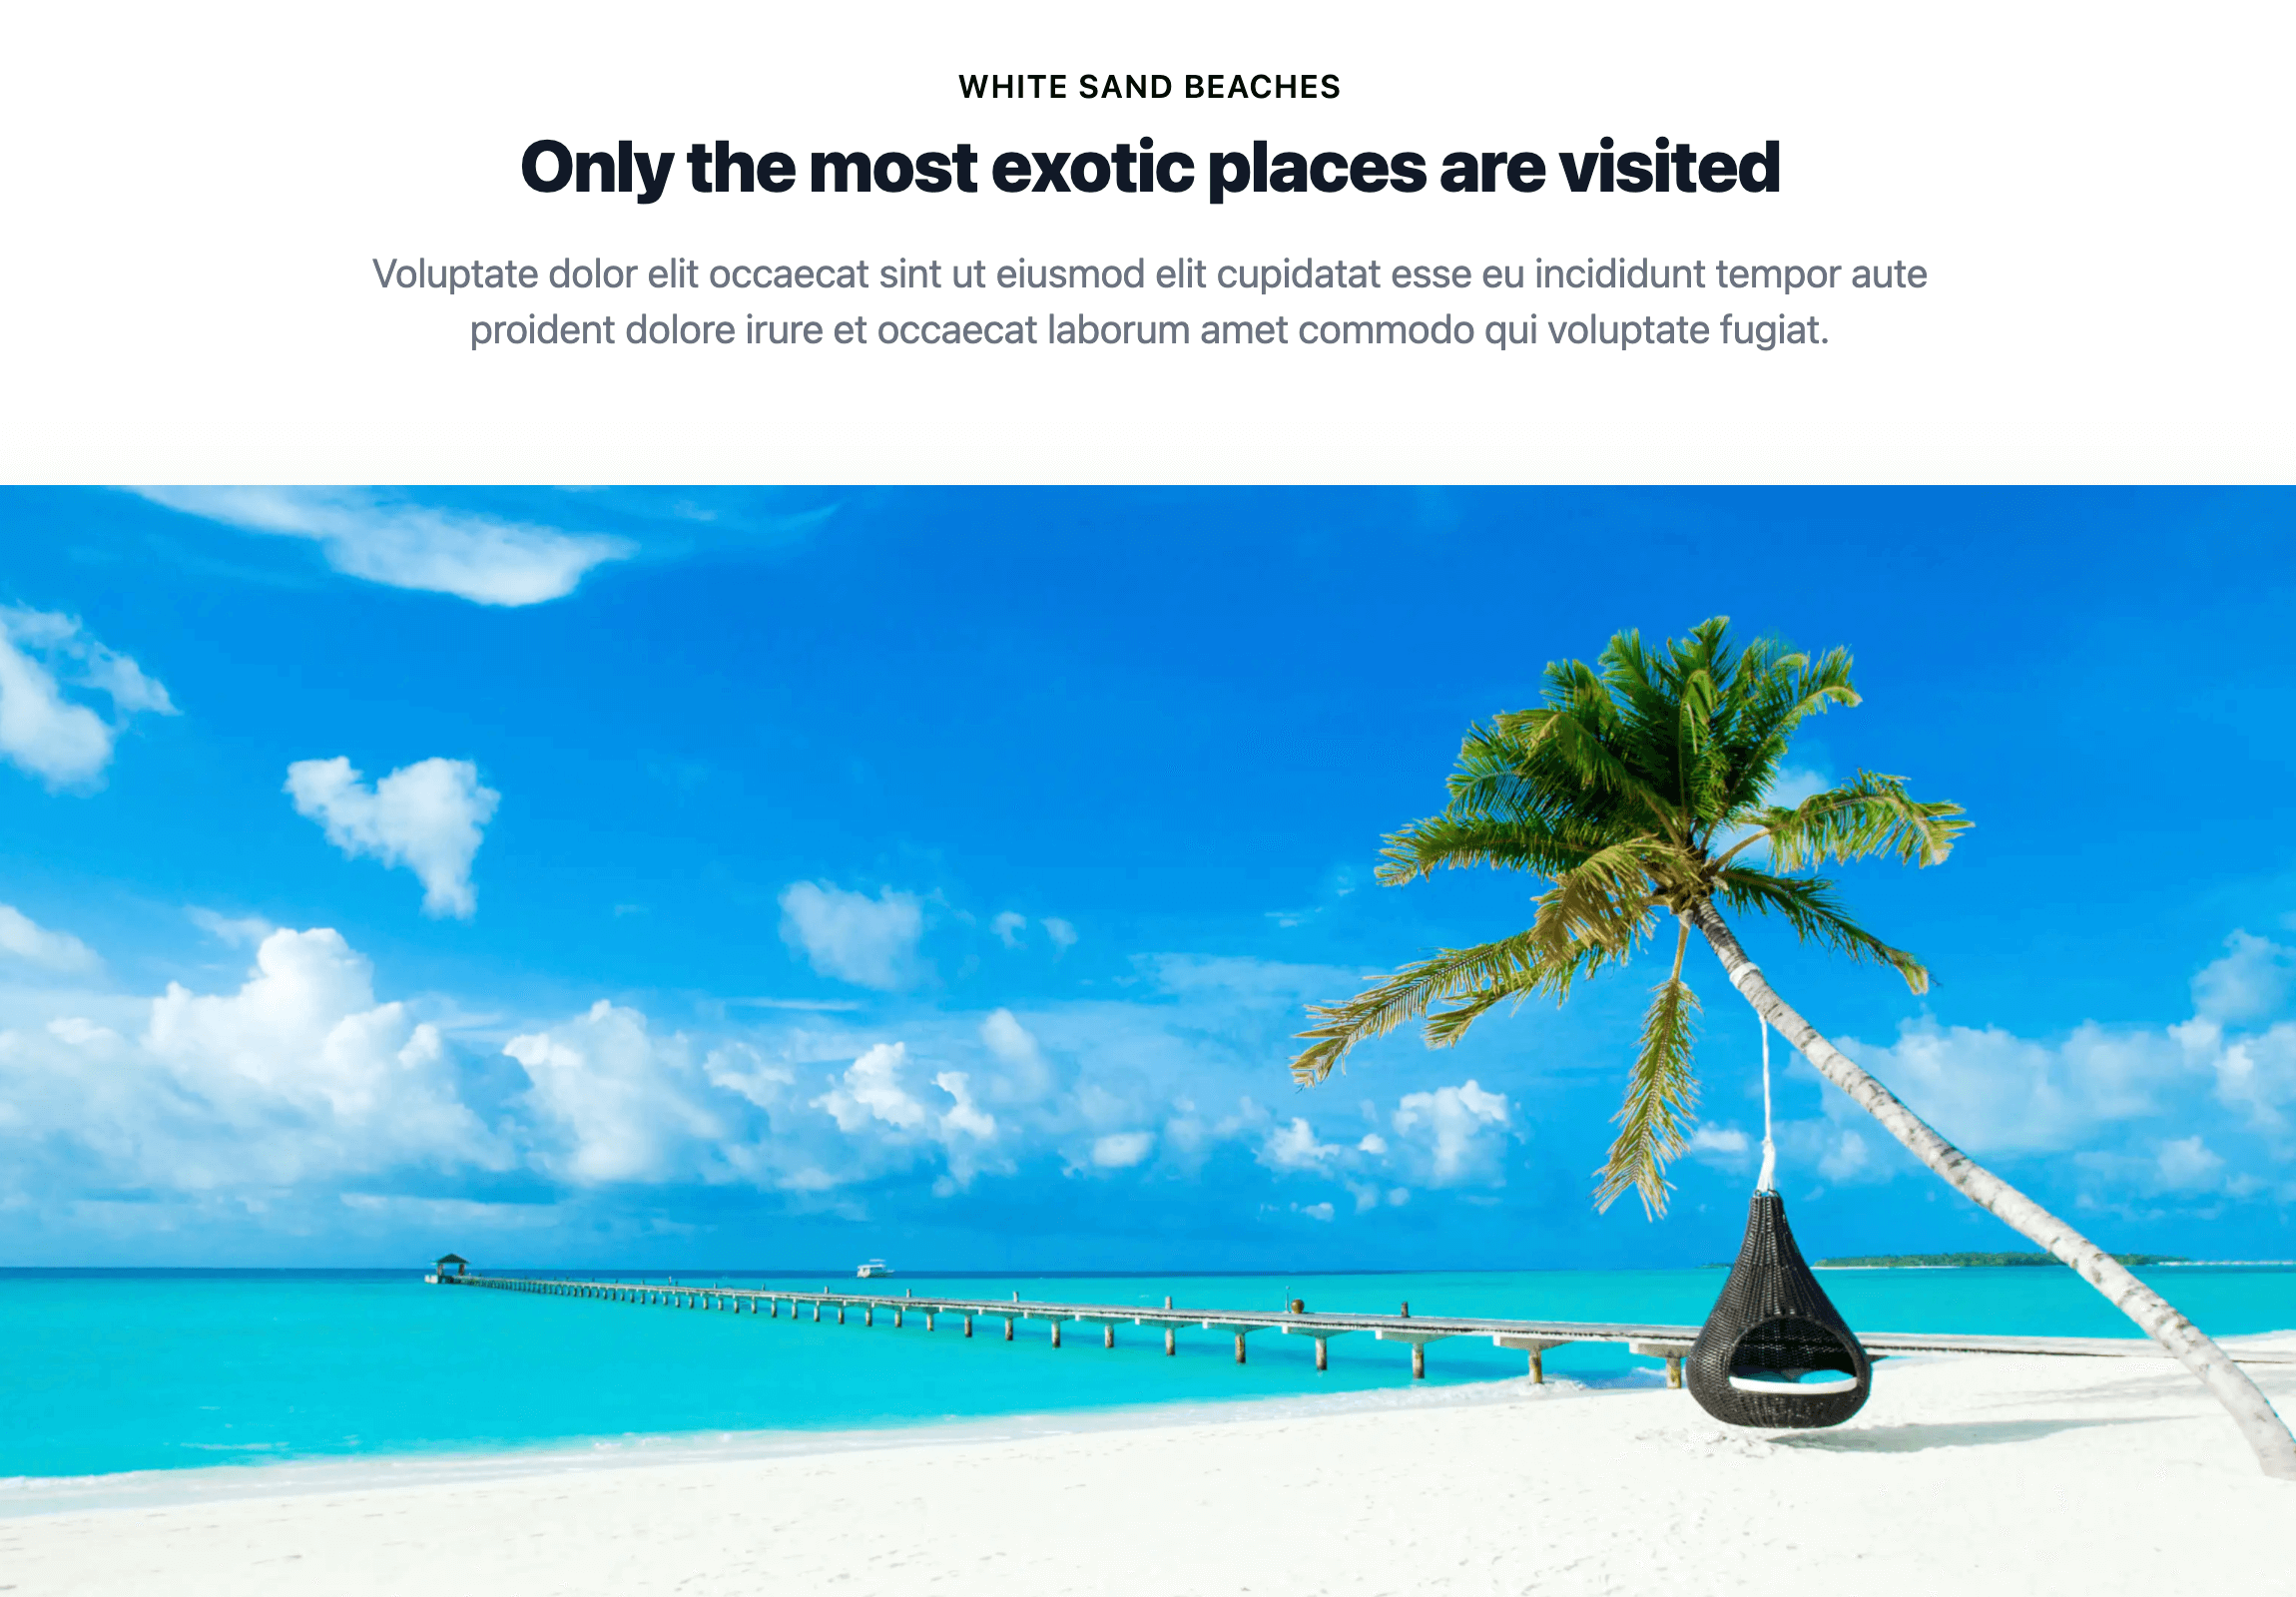 WHITE SAND BEACHES
Only the most exotic places are visited
Voluptate dolor elit occaecat sint ut eiusmod elit cupidatat esse eu incididunt tempor aute
proident dolore irure et occaecat laborum amet commodo qui voluptate fugiat.